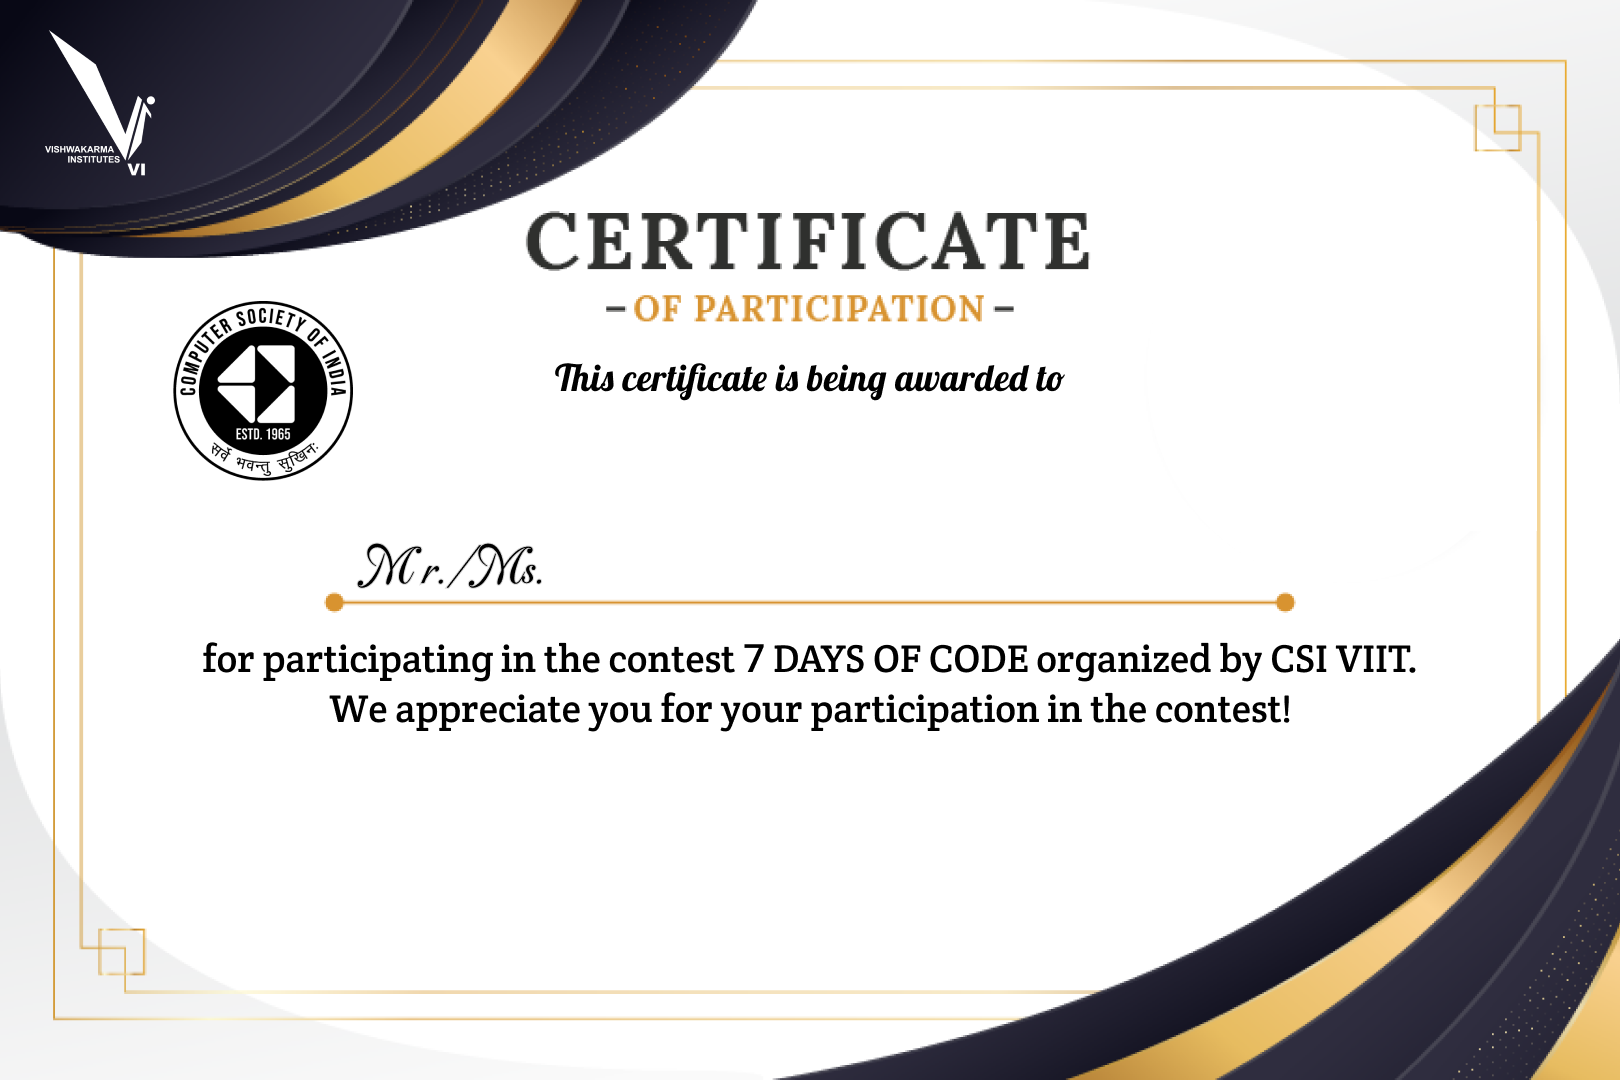 VISHWAKARMA
INSTITUTES
VI
CERTIFICATE
– OF PARTICIPATION –
This certificate is being awarded to
COMPUTER SOCIETY OF INDIA
ESTD. 1965
सर्वे भवन्तु सुखिनः
Mr./Ms.
for participating in the contest 7 DAYS OF CODE organized by CSI VIIT.
We appreciate you for your participation in the contest!